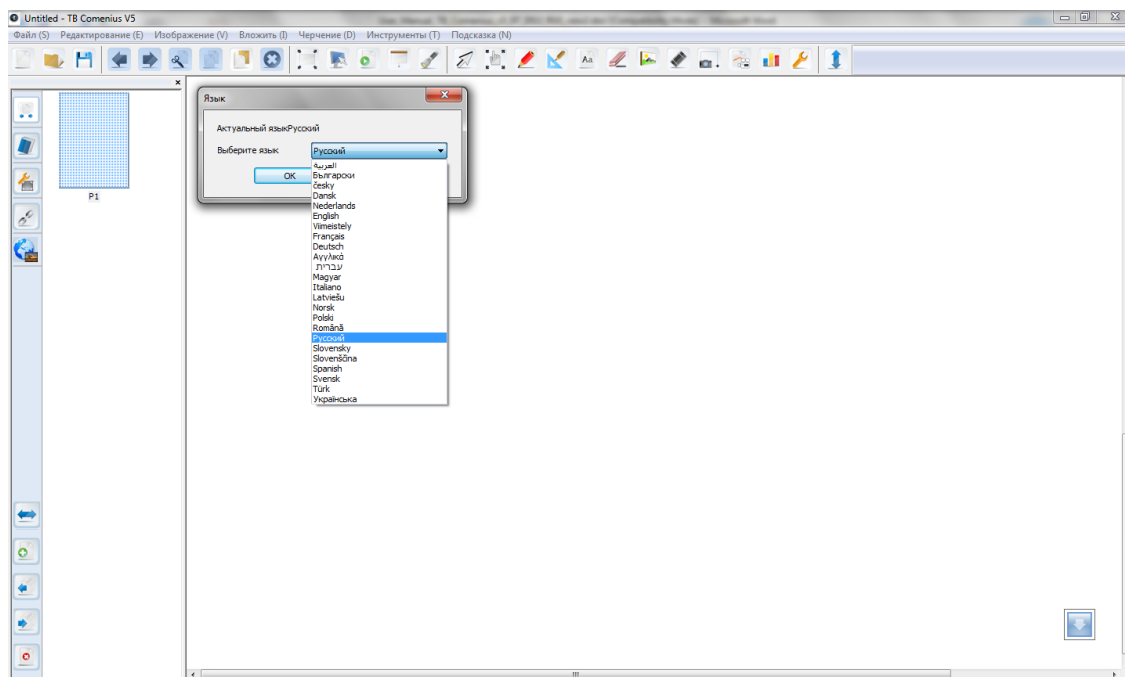 Untitled - TB Comenius V5
Файл (S) Редактирование (E) Изображение (V) Вложить (I) Черчение (D) Инструменты (T) Подсказка (N)
Aa
P1
Язык
Актуальный языкРусский
Выберите язык
Русский
OK
العربية
Български
česky
Dansk
Nederlands
English
Viimeistely
Français
Deutsch
Αγγλικά
עברית
Magyar
Italiano
Latviešu
Norsk
Polski
Română
Русский
Slovensky
Slovenščina
Spanish
Svensk
Türk
Українська